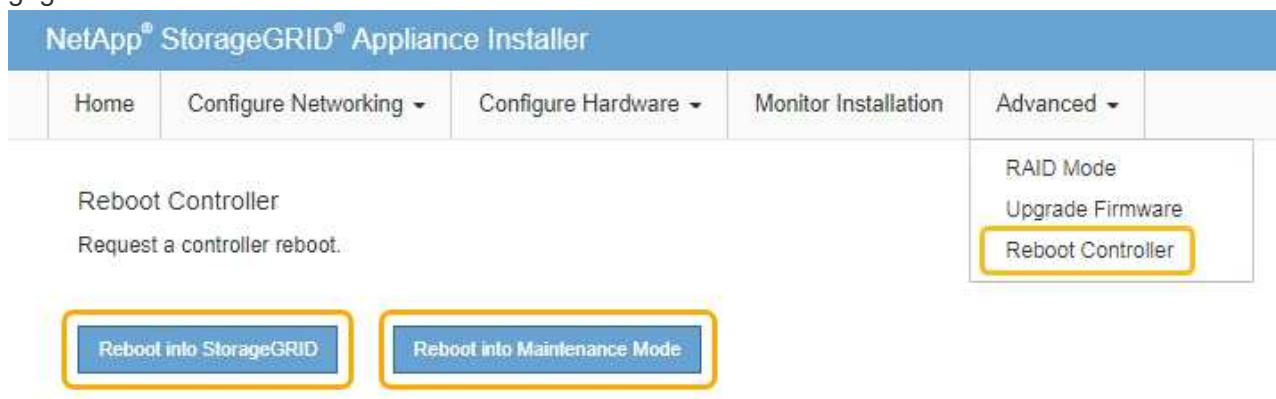 NetApp® StorageGRID® Appliance Installer
Home Configure Networking Configure Hardware Monitor Installation Advanced
RAID Mode
Upgrade Firmware
Reboot Controller
Reboot Controller
Request a controller reboot.
Reboot into StorageGRID Reboot into Maintenance Mode